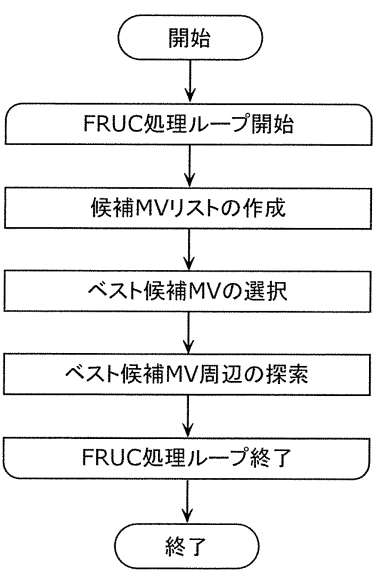 開始
FRUC処理ループ開始
候補MVリストの作成
ベスト候補MVの選択
ベスト候補MV周辺の探索
FRUC処理ループ終了
終了